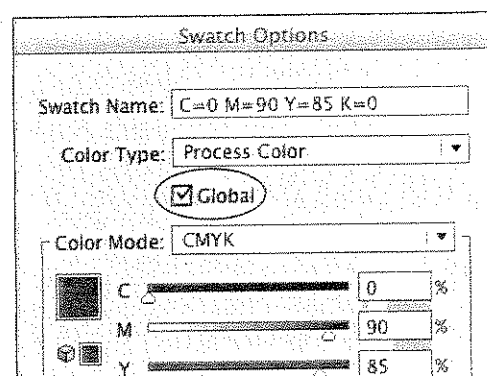 Swatch Options
Swatch Name: C=0 M=90 Y=85 K=0
Color Type: Process Color
Global
Color Mode: CMYK
C 0 %
M 90 %
Y 85 %